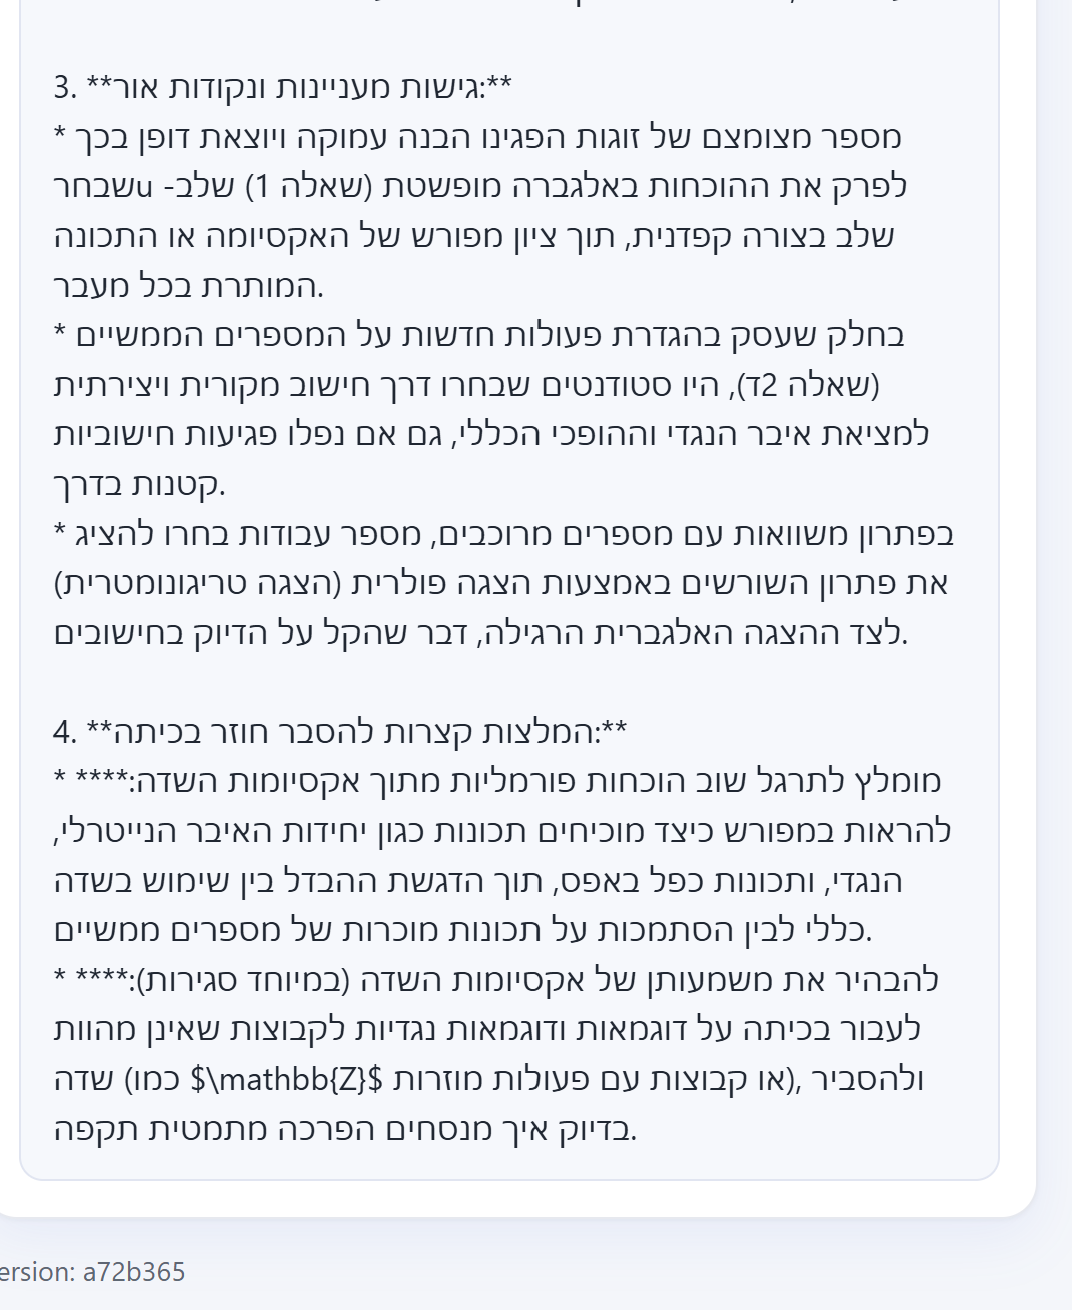 3. **גישות מעניינות ונקודות אור:**
* מספר מצומצם של זוגות הפגינו הבנה עמוקה ויוצאת דופן בכך
שבחרu לפרק את ההוכחות באלגברה מופשטת (שאלה 1) שלב-
שלב בצורה קפדנית, תוך ציון מפורש של האקסיומה או התכונה
המותרת בכל מעבר.
* בחלק שעסק בהגדרת פעולות חדשות על המספרים הממשיים
(שאלה 2ד), היו סטודנטים שבחרו דרך חישוב מקורית ויצירתית
למציאת איבר הנגדי וההופכי הכללי, גם אם נפלו פגיעות חישוביות
קטנות בדרך.
* בפתרון משוואות עם מספרים מרוכבים, מספר עבודות בחרו להציג
את פתרון השורשים באמצעות הצגה פולרית (הצגה טריגונומטרית)
לצד ההצגה האלגברית הרגילה, דבר שהקל על הדיוק בחישובים.
4. **המלצות קצרות להסבר חוזר בכיתה:**
* ****מומלץ לתרגל שוב הוכחות פורמליות מתוך אקסיומות השדה:
להראות במפורש כיצד מוכיחים תכונות כגון יחידות האיבר הנייטרלי,
הנגדי, ותכונות כפל באפס, תוך הדגשת ההבדל בין שימוש בשדה
כללי לבין הסתמכות על תכונות מוכרות של מספרים ממשיים.
* ****להבהיר את משמעותן של אקסיומות השדה (במיוחד סגירות):
לעבור בכיתה על דוגמאות ודוגמאות נגדיות לקבוצות שאינן מהוות
שדה (כמו $\mathbb{Z}$ או קבוצות עם פעולות מוזרות), ולהסביר
בדיוק איך מנסחים הפרכה מתמטית תקפה.
ersion: a72b365